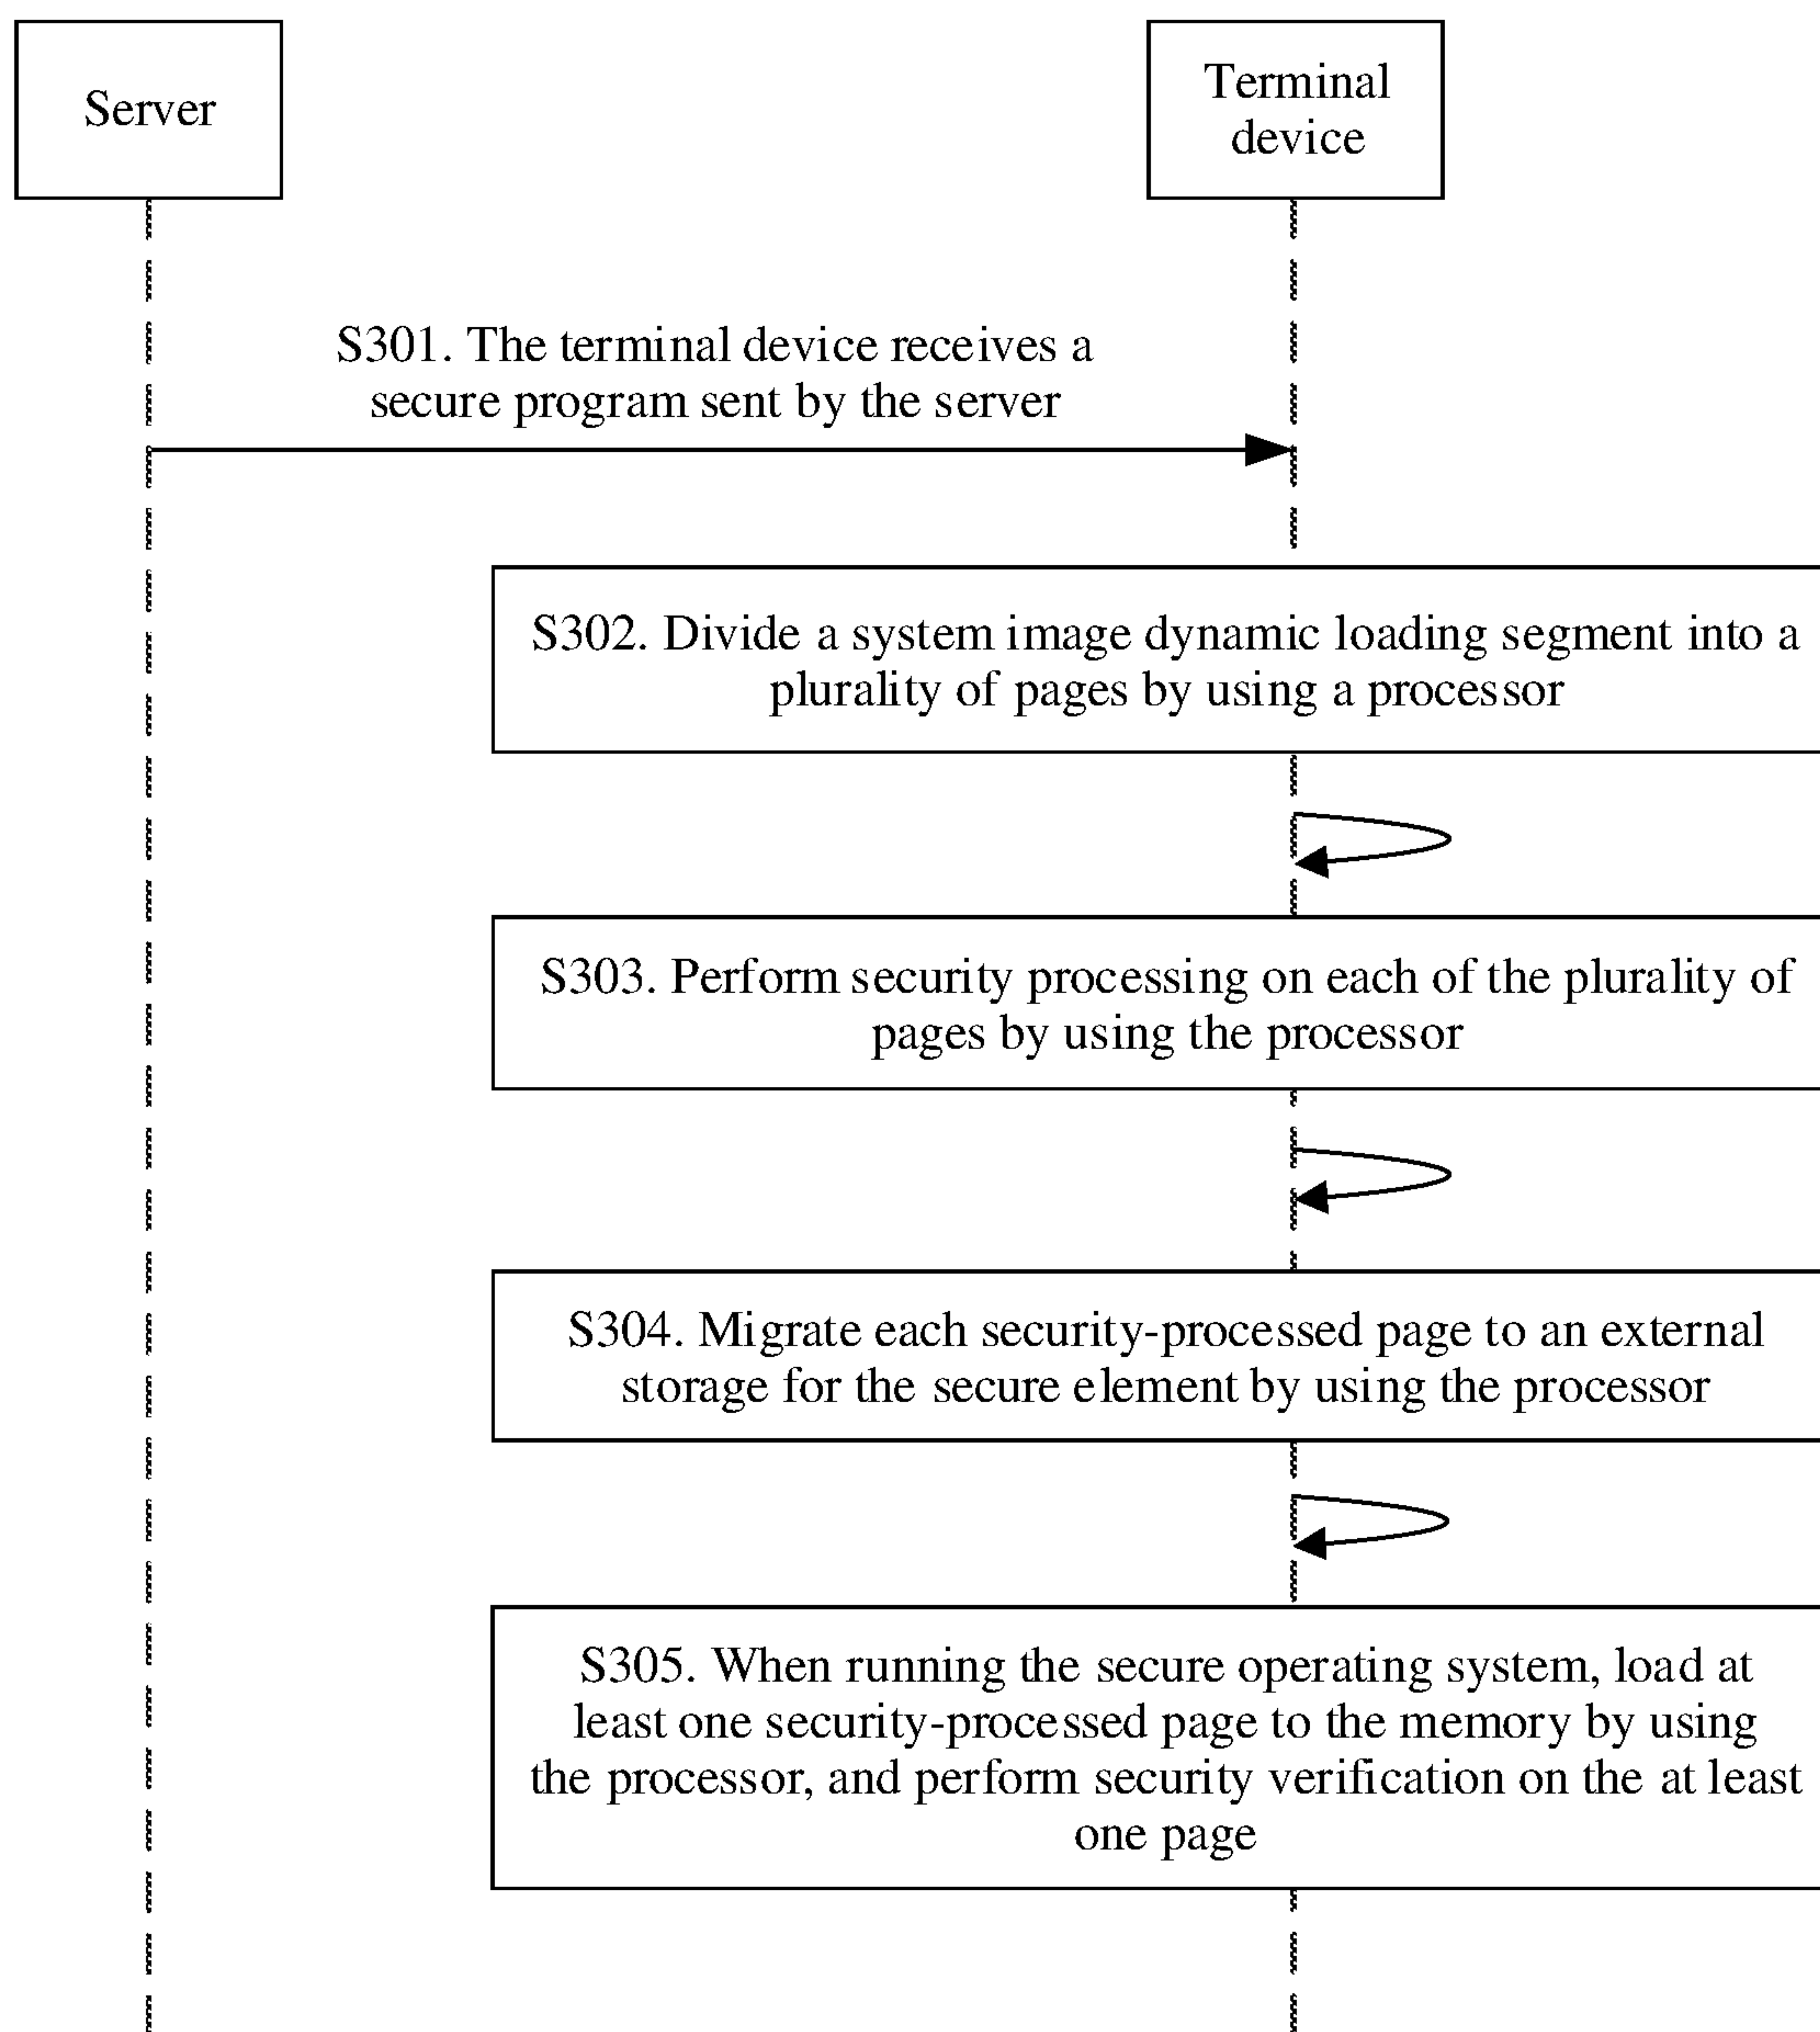 Server
Terminal
device
S301. The terminal device receives a
secure program sent by the server
S302. Divide a system image dynamic loading segment into a
plurality of pages by using a processor
S303. Perform security processing on each of the plurality of
pages by using the processor
S304. Migrate each security-processed page to an external
storage for the secure element by using the processor
S305. When running the secure operating system, load at
least one security-processed page to the memory by using
the processor, and perform security verification on the at least
one page